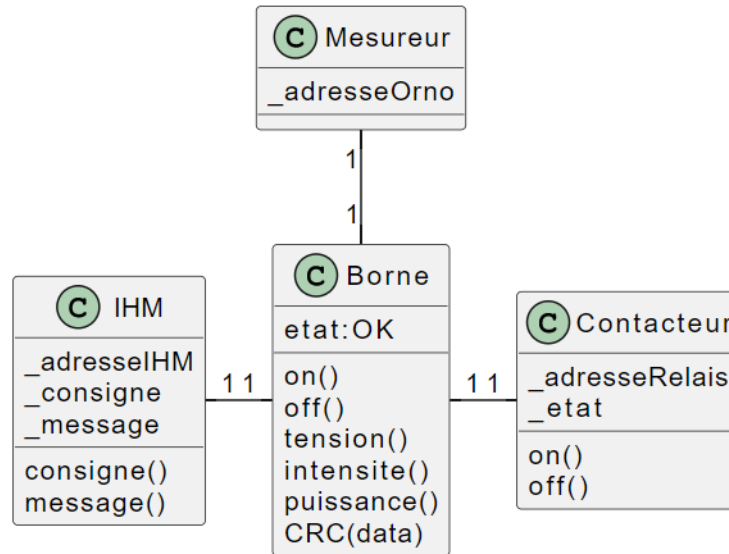 C Mesureur
_adresseOrno
1
1
C IHM
_adresseIHM
_consigne
_message
consigne()
message()
1 1
C Borne
etat:OK
on()
off()
tension()
intensite()
puissance()
CRC(data)
1 1
C Contacteur
_adresseRelais
_etat
on()
off()